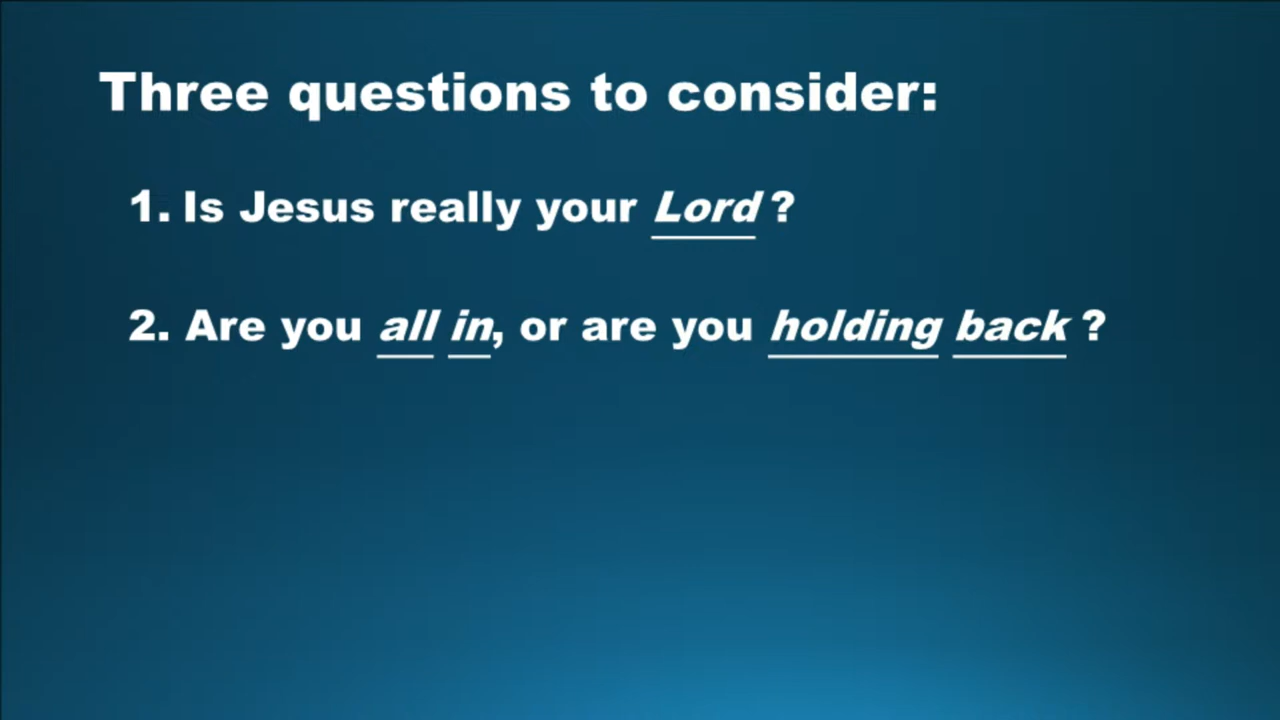 Three questions to consider:
1. Is Jesus really your Lord ?
2. Are you all in, or are you holding back ?